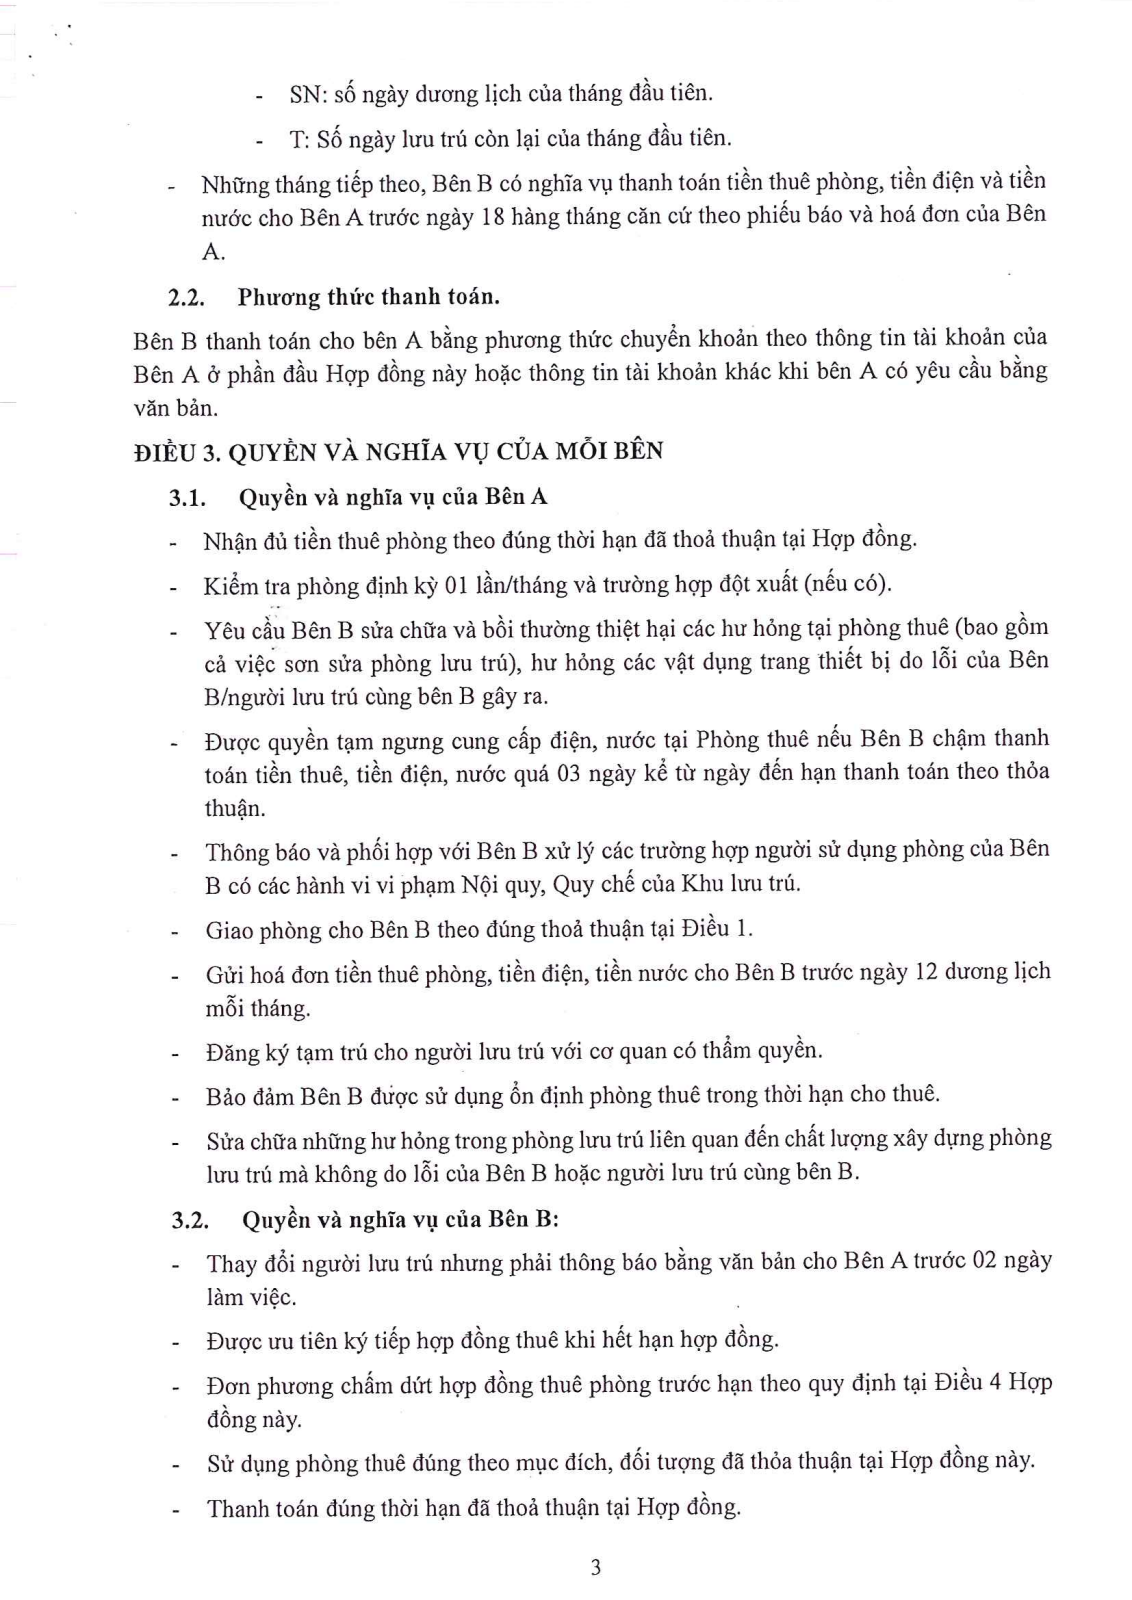 - SN: số ngày dương lịch của tháng đầu tiên.
- T: Số ngày lưu trú còn lại của tháng đầu tiên.
- Những tháng tiếp theo, Bên B có nghĩa vụ thanh toán tiền thuê phòng, tiền điện và tiền
nước cho Bên A trước ngày 18 hàng tháng căn cứ theo phiếu báo và hoá đơn của Bên
A.
2.2. Phương thức thanh toán.
Bên B thanh toán cho bên A bằng phương thức chuyển khoản theo thông tin tài khoản của
Bên A ở phần đầu Hợp đồng này hoặc thông tin tài khoản khác khi bên A có yêu cầu bằng
văn bản.
ĐIỀU 3. QUYỀN VÀ NGHĨA VỤ CỦA MỖI BÊN
3.1. Quyền và nghĩa vụ của Bên A
- Nhận đủ tiền thuê phòng theo đúng thời hạn đã thoả thuận tại Hợp đồng.
- Kiểm tra phòng định kỳ 01 lần/tháng và trường hợp đột xuất (nếu có).
- Yêu cầu Bên B sửa chữa và bồi thường thiệt hại các hư hỏng tại phòng thuê (bao gồm
cả việc sơn sửa phòng lưu trú), hư hỏng các vật dụng trang thiết bị do lỗi của Bên
B/người lưu trú cùng bên B gây ra.
- Được quyền tạm ngưng cung cấp điện, nước tại Phòng thuê nếu Bên B chậm thanh
toán tiền thuê, tiền điện, nước quá 03 ngày kể từ ngày đến hạn thanh toán theo thỏa
thuận.
- Thông báo và phối hợp với Bên B xử lý các trường hợp người sử dụng phòng của Bên
B có các hành vi vi phạm Nội quy, Quy chế của Khu lưu trú.
- Giao phòng cho Bên B theo đúng thoả thuận tại Điều 1.
- Gửi hoá đơn tiền thuê phòng, tiền điện, tiền nước cho Bên B trước ngày 12 dương lịch
mỗi tháng.
- Đăng ký tạm trú cho người lưu trú với cơ quan có thẩm quyền.
- Bảo đảm Bên B được sử dụng ổn định phòng thuê trong thời hạn cho thuê.
- Sửa chữa những hư hỏng trong phòng lưu trú liên quan đến chất lượng xây dựng phòng
lưu trú mà không do lỗi của Bên B hoặc người lưu trú cùng bên B.
3.2. Quyền và nghĩa vụ của Bên B:
- Thay đổi người lưu trú nhưng phải thông báo bằng văn bản cho Bên A trước 02 ngày
làm việc.
- Được ưu tiên ký tiếp hợp đồng thuê khi hết hạn hợp đồng.
- Đơn phương chấm dứt hợp đồng thuê phòng trước hạn theo quy định tại Điều 4 Hợp
đồng này.
- Sử dụng phòng thuê đúng theo mục đích, đối tượng đã thỏa thuận tại Hợp đồng này.
- Thanh toán đúng thời hạn đã thoả thuận tại Hợp đồng.
3